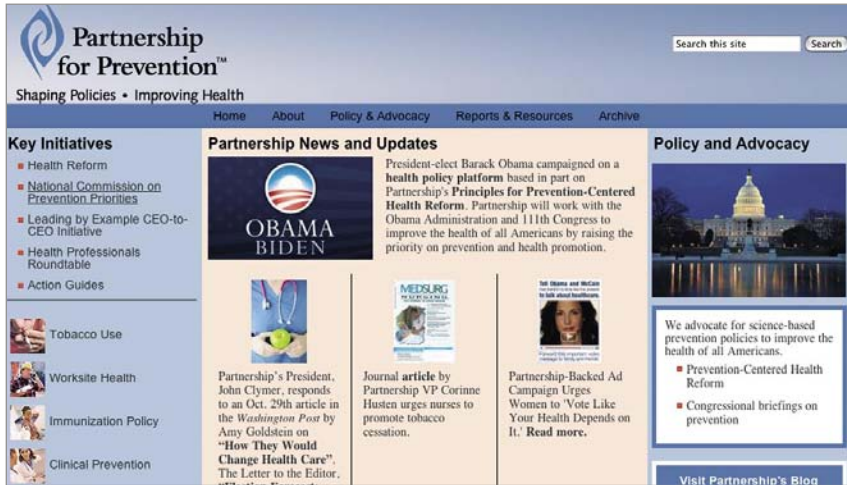 Partnership
for Prevention™
Shaping Policies • Improving Health
Search this site
Search
Home About Policy & Advocacy Reports & Resources Archive
Key Initiatives
Health Reform
National Commission on
Prevention Priorities
Leading by Example CEO-to-
CEO Initiative
Health Professionals
Roundtable
Action Guides
Tobacco Use
Worksite Health
Immunization Policy
Clinical Prevention
Partnership News and Updates
OBAMA
BIDEN
President-elect Barack Obama campaigned on a
health policy platform based in part on
Partnership's Principles for Prevention-Centered
Health Reform. Partnership will work with the
Obama Administration and 111th Congress to
improve the health of all Americans by raising the
priority on prevention and health promotion.
Partnership's President,
John Clymer, responds
to an Oct. 29th article in
the Washington Post by
Amy Goldstein on
“How They Would
Change Health Care”.
The Letter to the Editor,
MEDSURG
NURSING
Journal article by
Partnership VP Corinne
Husten urges nurses to
promote tobacco
cessation.
Tell Obama and McCain
to talk about healthcare.
Partnership-Backed Ad
Campaign Urges
Women to 'Vote Like
Your Health Depends on
It.' Read more.
Policy and Advocacy
We advocate for science-based
prevention policies to improve the
health of all Americans.
Prevention-Centered Health
Reform
Congressional briefings on
prevention
Visit Partnership's Blog